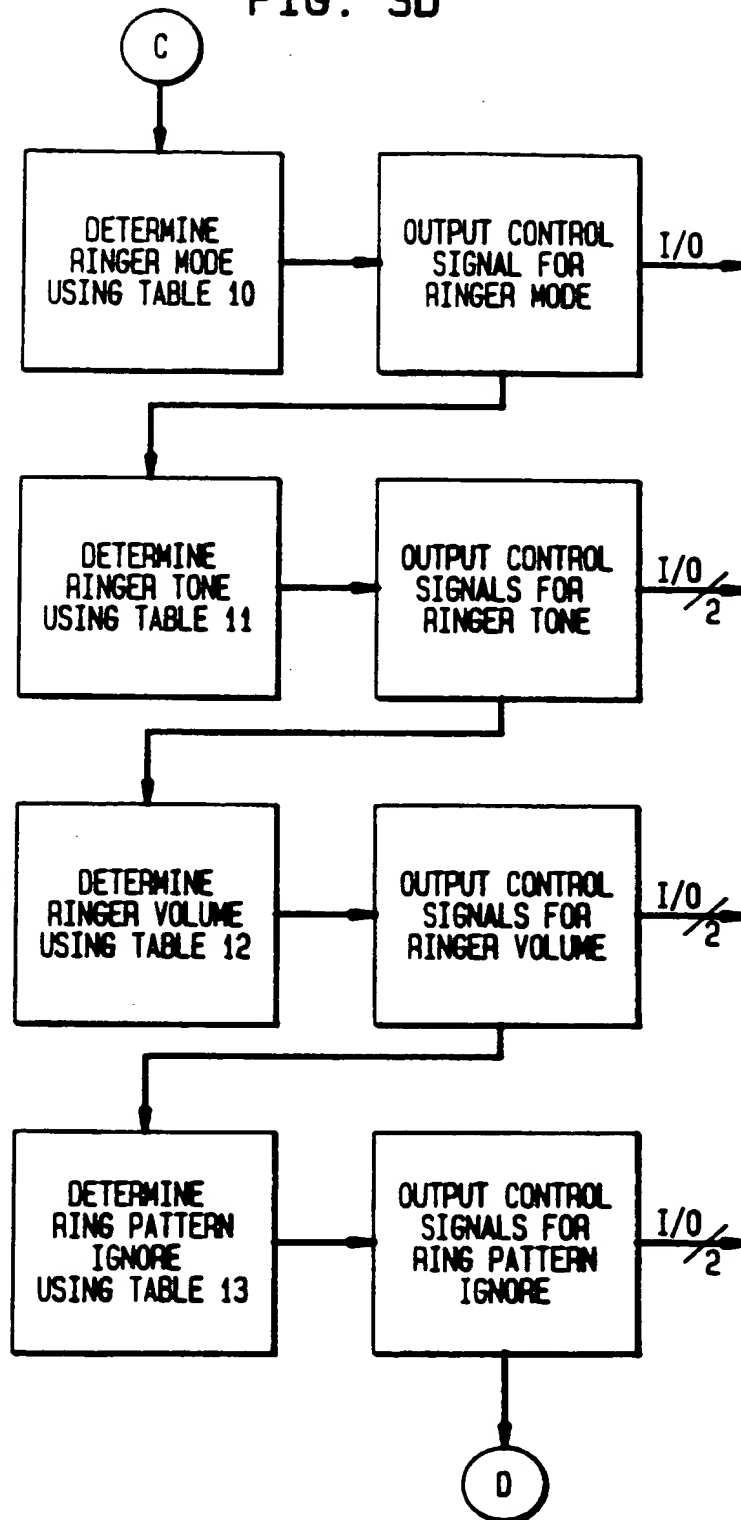 FIG. 3D
C
DETERMINE
RINGER MODE
USING TABLE 10
OUTPUT CONTROL
SIGNAL FOR
RINGER MODE
I/O
DETERMINE
RINGER TONE
USING TABLE 11
OUTPUT CONTROL
SIGNALS FOR
RINGER TONE
I/O
2
DETERMINE
RINGER VOLUME
USING TABLE 12
OUTPUT CONTROL
SIGNALS FOR
RINGER VOLUME
I/O
2
DETERMINE
RING PATTERN
IGNORE
USING TABLE 13
OUTPUT CONTROL
SIGNALS FOR
RING PATTERN
IGNORE
I/O
2
D